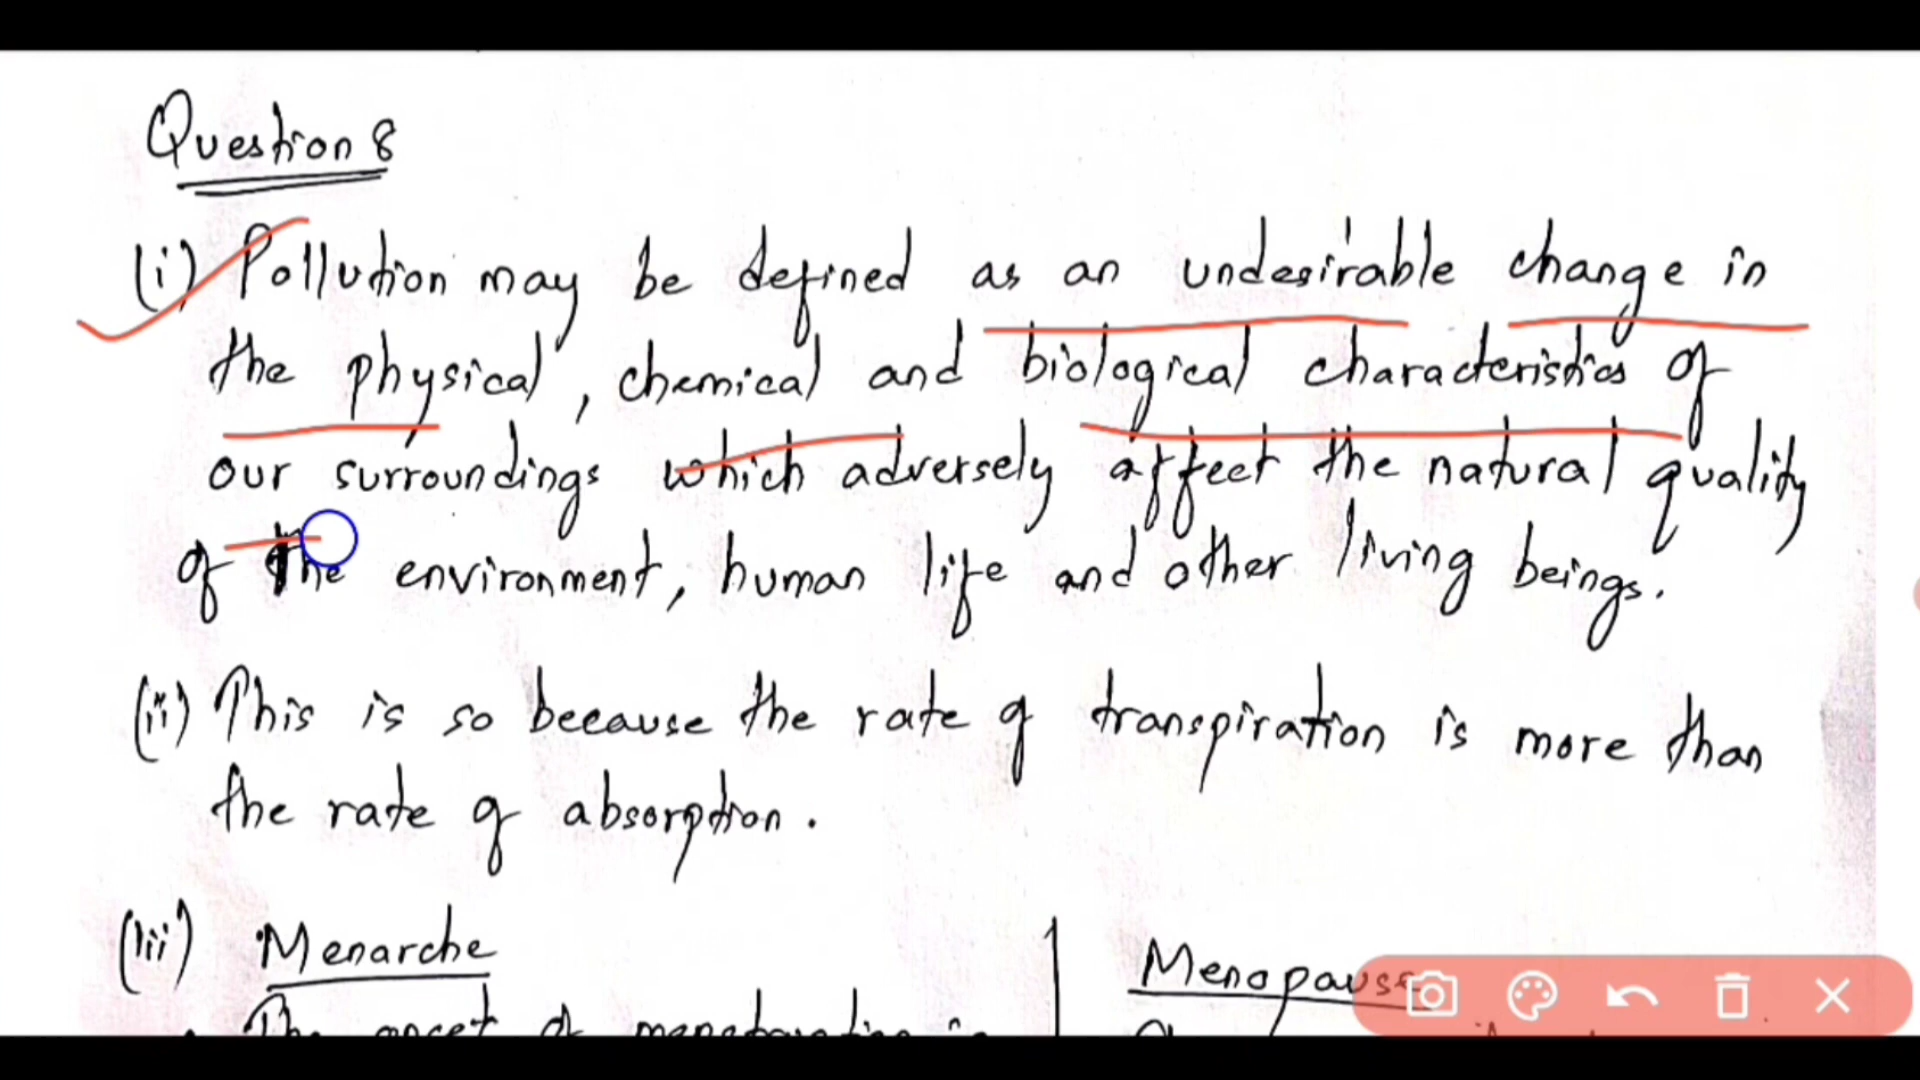 Question 8
(i) Pollution may be defined as an undesirable change in
the physical, chemical and biological characteristics of
our surroundings which adversely affect the natural quality
of the environment, human life and other living beings.
(ii) This is so because the rate of transpiration is more than
the rate of absorption.
(iii) Menarche Menopause